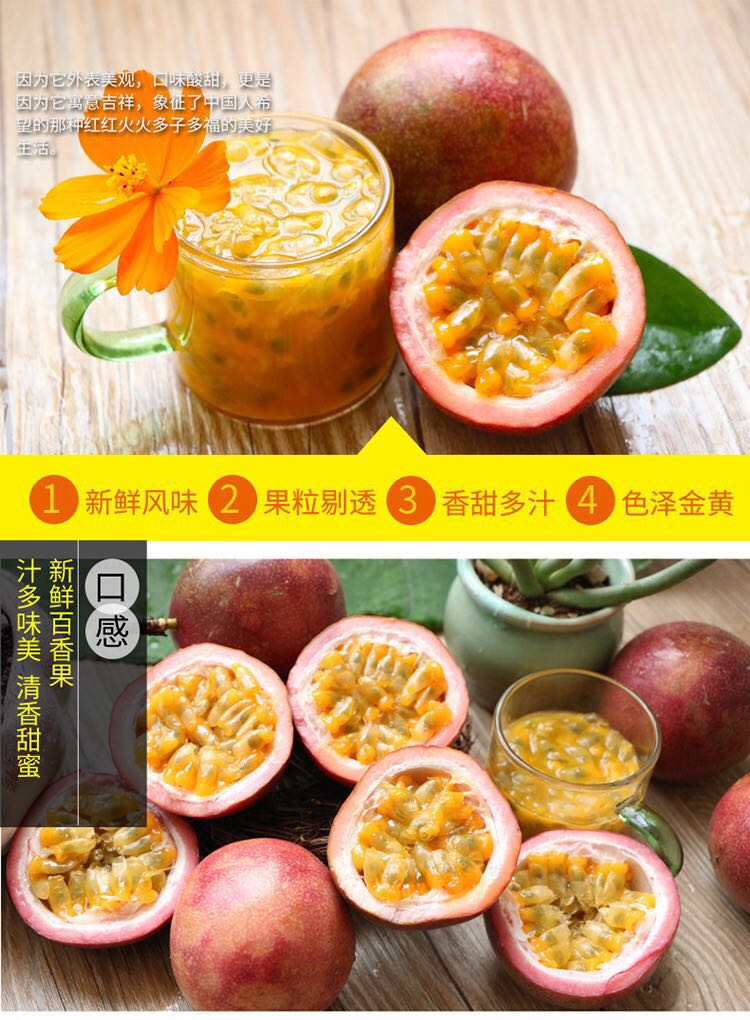 因为它外表美观，口味酸甜，更是
因为它寓意吉祥，象征了中国人希
望的那种红红火火多子多福的美好
生活。
1 新鲜风味 2 果粒剔透 3 香甜多汁 4 色泽金黄
口感
新鲜百香果
汁多味美 清香甜蜜